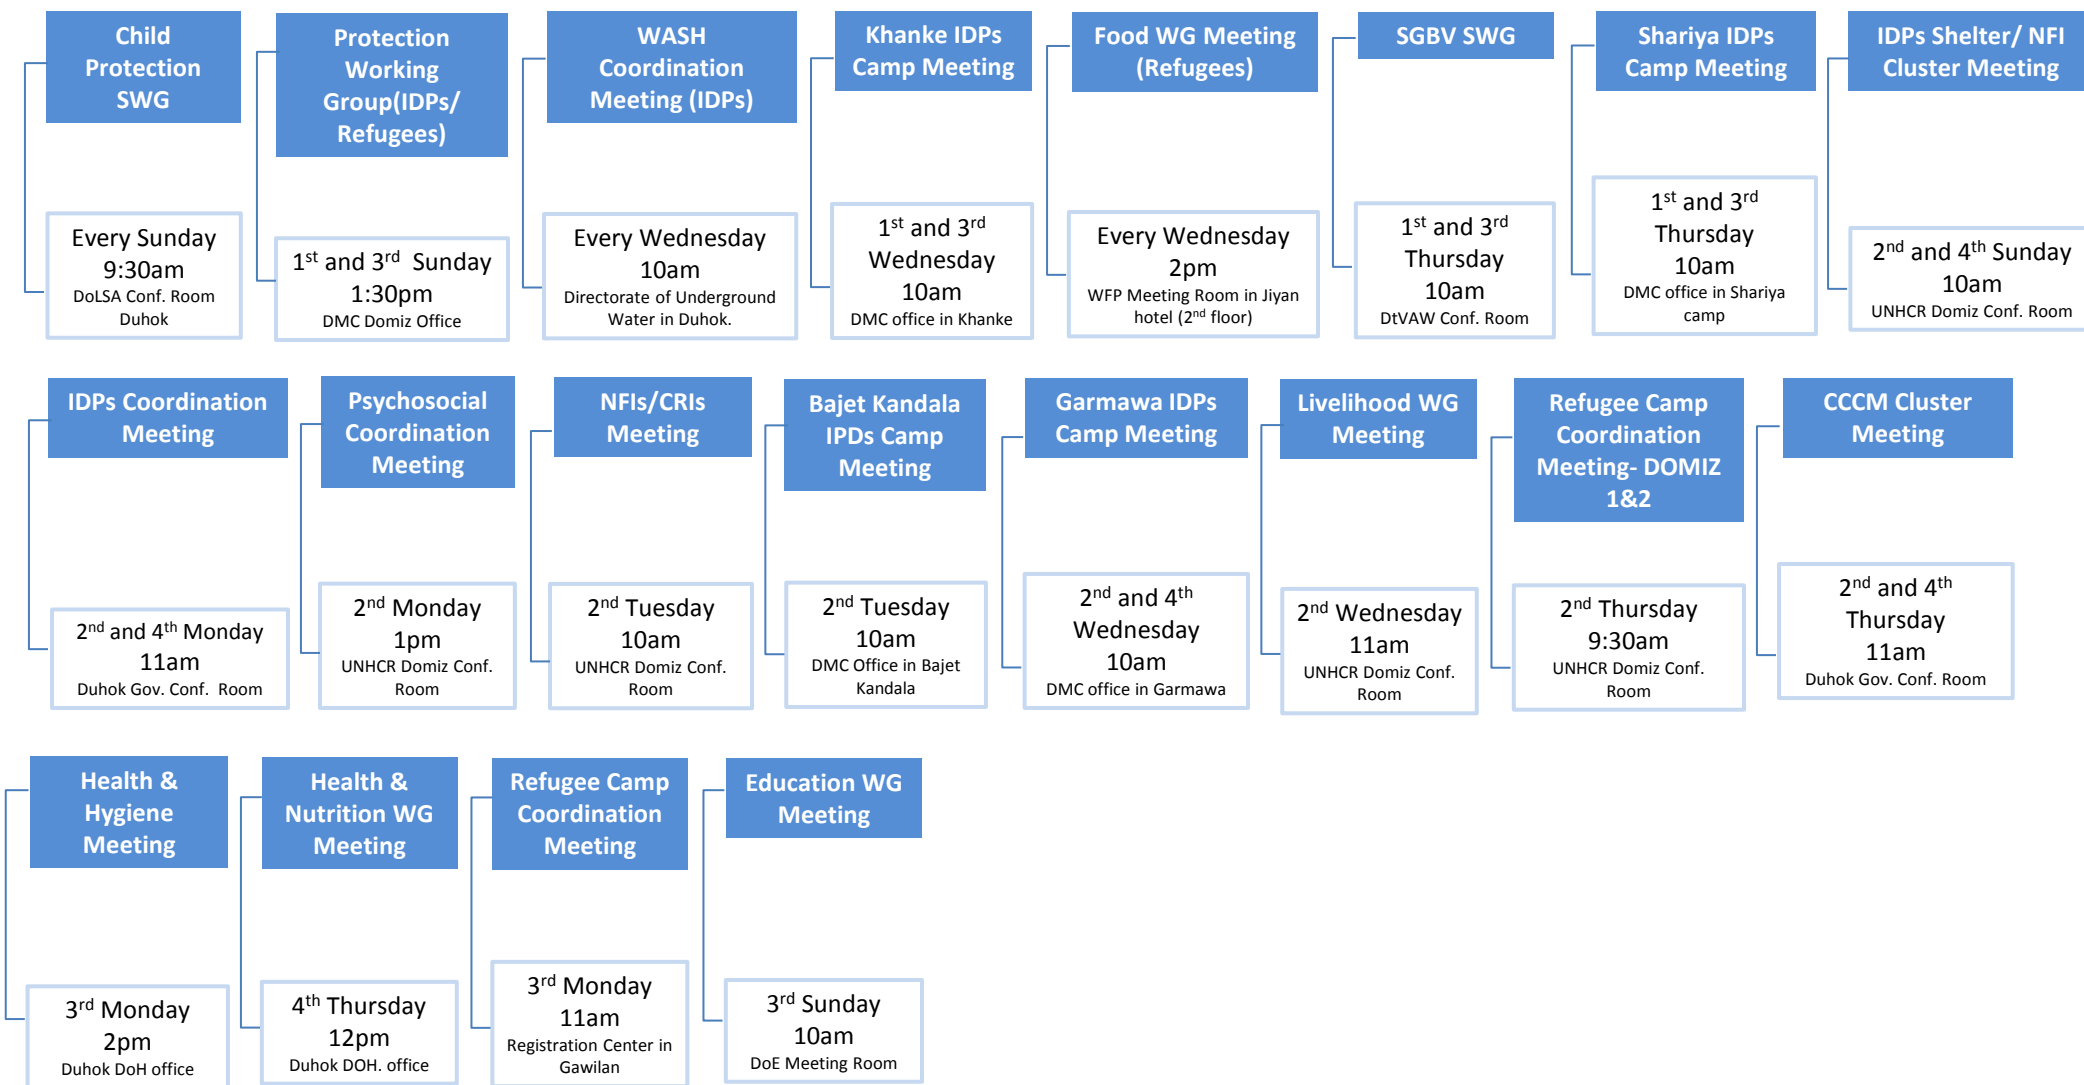 Child
Protection
SWG
Every Sunday
9:30am
DoLSA Conf. Room
Duhok
Protection
Working
Group(IDPs/
Refugees)
1st and 3rd Sunday
1:30pm
DMC Domiz Office
WASH
Coordination
Meeting (IDPs)
Every Wednesday
10am
Directorate of Underground
Water in Duhok.
Khanke IDPs
Camp Meeting
1st and 3rd
Wednesday
10am
DMC office in Khanke
Food WG Meeting
(Refugees)
Every Wednesday
2pm
WFP Meeting Room in Jiyan
hotel (2nd floor)
SGBV SWG
1st and 3rd
Thursday
10am
DtVAW Conf. Room
Shariya IDPs
Camp Meeting
1st and 3rd
Thursday
10am
DMC office in Shariya
camp
IDPs Shelter/ NFI
Cluster Meeting
2nd and 4th Sunday
10am
UNHCR Domiz Conf. Room
IDPs Coordination
Meeting
2nd and 4th Monday
11am
Duhok Gov. Conf. Room
Psychosocial
Coordination
Meeting
2nd Monday
1pm
UNHCR Domiz Conf.
Room
NFIs/CRIs
Meeting
2nd Tuesday
10am
UNHCR Domiz Conf.
Room
Bajet Kandala
IPDs Camp
Meeting
2nd Tuesday
10am
DMC Office in Bajet
Kandala
Garmawa IDPs
Camp Meeting
2nd and 4th
Wednesday
10am
DMC office in Garmawa
Livelihood WG
Meeting
2nd Wednesday
11am
UNHCR Domiz Conf.
Room
Refugee Camp
Coordination
Meeting- DOMIZ
1&2
2nd Thursday
9:30am
UNHCR Domiz Conf.
Room
CCCM Cluster
Meeting
2nd and 4th
Thursday
11am
Duhok Gov. Conf. Room
Health &
Hygiene
Meeting
3rd Monday
2pm
Duhok DoH office
Health &
Nutrition WG
Meeting
4th Thursday
12pm
Duhok DOH. office
Refugee Camp
Coordination
Meeting
3rd Monday
11am
Registration Center in
Gawilan
Education WG
Meeting
3rd Sunday
10am
DoE Meeting Room